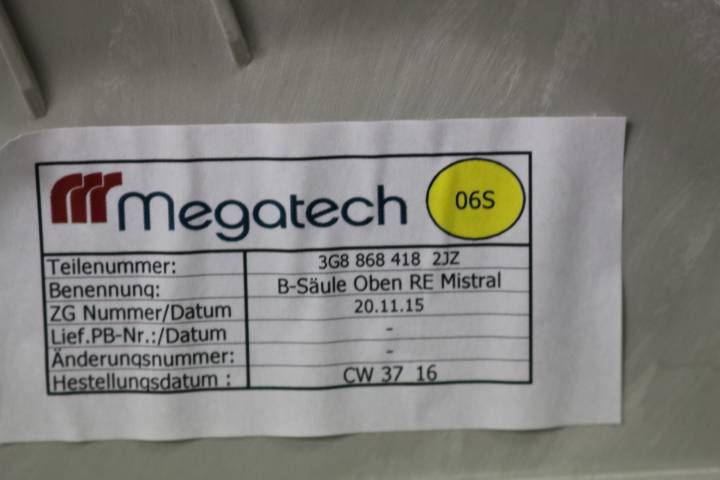 Megatech 06S
Teilenummer: 3G8 868 418 2JZ
Benennung: B-Säule Oben RE Mistral
ZG Nummer/Datum 20.11.15
Lief.PB-Nr.:/Datum -
Änderungsnummer: -
Hestellungsdatum : CW 37 16